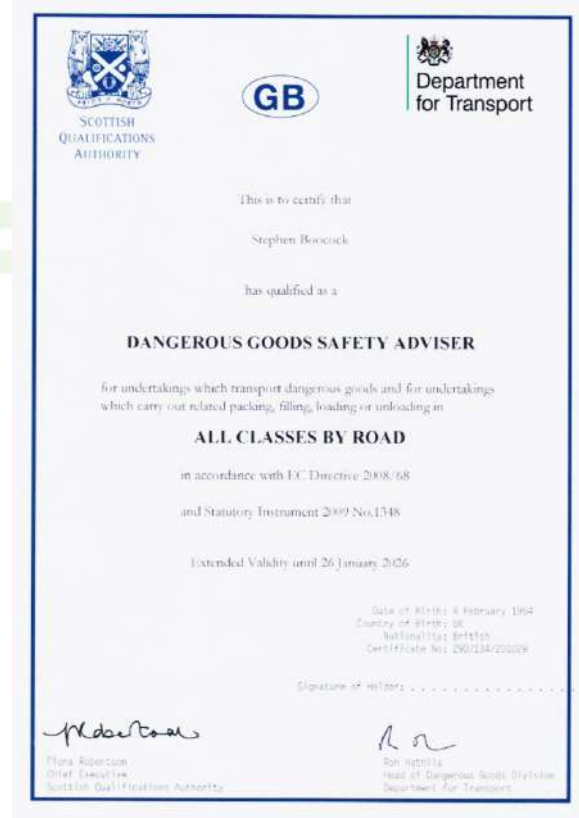 SCOTTISH
QUALIFICATIONS
AUTHORITY
GB
Department
for Transport
This is to certify that
Stephen Boocock
has qualified as a
DANGEROUS GOODS SAFETY ADVISER
for undertakings which transport dangerous goods and for undertakings
which carry out related packing, filling, loading or unloading in
ALL CLASSES BY ROAD
in accordance with EC Directive 2008/68
and Statutory Instrument 2009 No.1348
Extended Validity until 26 January 2026
Date of Birth: 4 February 1964
Country of Birth: UK
Nationality: British
Certificate No:
Signature of Holder: . . . . . . . . . . . . . . . .
Fiona Robertson
Chief Executive
Scottish Qualifications Authority
Ron
Head of Dangerous Goods Division
Department for Transport